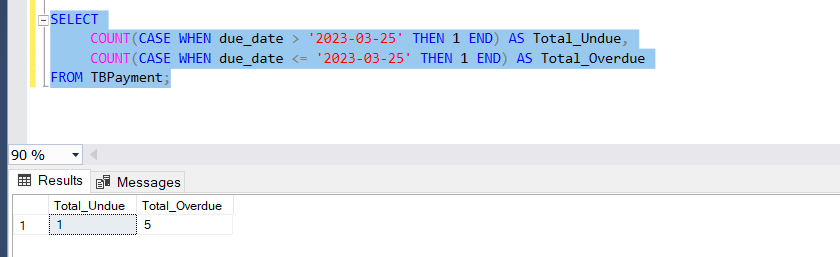 SELECT
COUNT(CASE WHEN due_date > '2023-03-25' THEN 1 END) AS Total_Undue,
COUNT(CASE WHEN due_date <= '2023-03-25' THEN 1 END) AS Total_Overdue
FROM TBPayment;
90 %
Results Messages
Total_Undue Total_Overdue
1 1 5